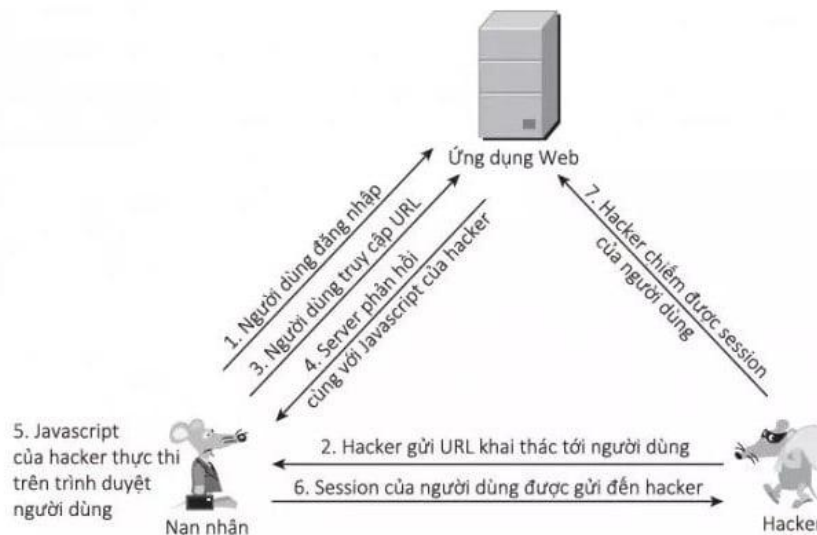 Ứng dụng Web
1. Người dùng đăng nhập
3. Người dùng truy cập URL
4. Server phản hồi
cùng với Javascript của hacker
7. Hacker chiếm được session
của người dùng
5. Javascript
của hacker thực thi
trên trình duyệt
người dùng
2. Hacker gửi URL khai thác tới người dùng
6. Session của người dùng được gửi đến hacker
Nạn nhân
Hacker